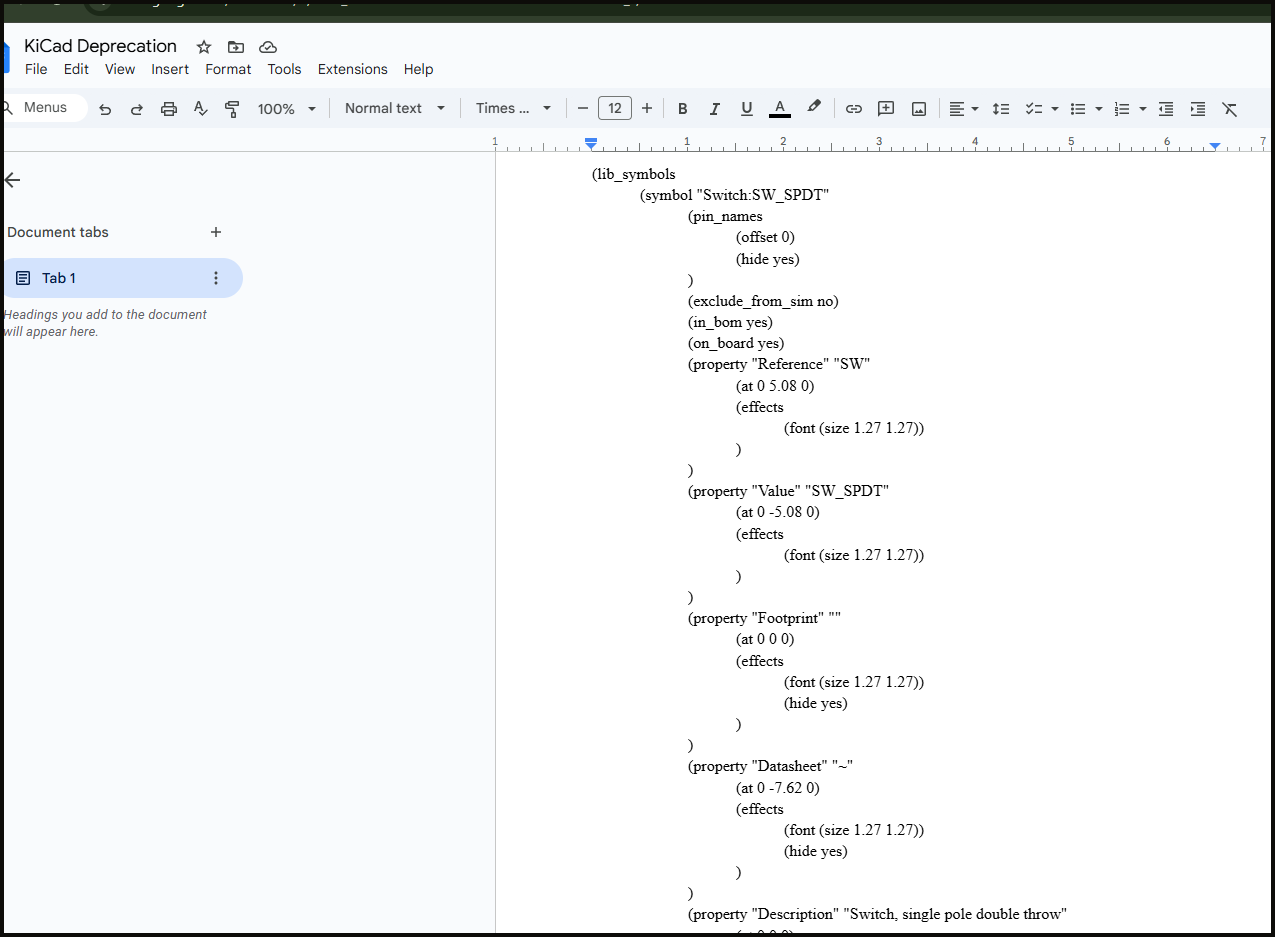 KiCad Deprecation
File Edit View Insert Format Tools Extensions Help
Menus 100% Normal text Times ... 12 B I U A
1 1 2 3 4 5 6 7
Document tabs
Tab 1
Headings you add to the document
will appear here.
(lib_symbols
(symbol "Switch:SW_SPDT"
(pin_names
(offset 0)
(hide yes)
)
(exclude_from_sim no)
(in_bom yes)
(on_board yes)
(property "Reference" "SW"
(at 0 5.08 0)
(effects
(font (size 1.27 1.27))
)
)
(property "Value" "SW_SPDT"
(at 0 -5.08 0)
(effects
(font (size 1.27 1.27))
)
)
(property "Footprint" ""
(at 0 0 0)
(effects
(font (size 1.27 1.27))
(hide yes)
)
)
(property "Datasheet" "~"
(at 0 -7.62 0)
(effects
(font (size 1.27 1.27))
(hide yes)
)
)
(property "Description" "Switch, single pole double throw"